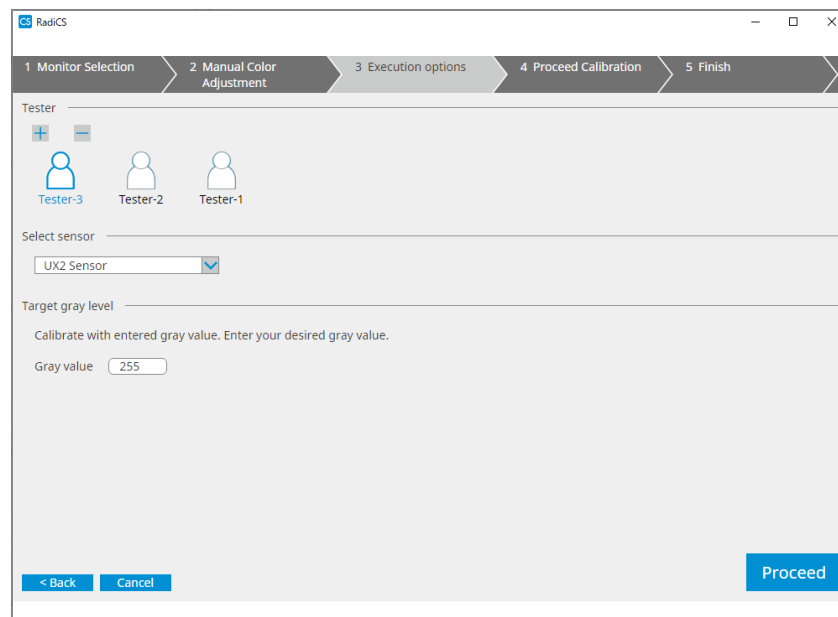 CS RadiCS
1 Monitor Selection
2 Manual Color
Adjustment
3 Execution options
4 Proceed Calibration
5 Finish
Tester
Tester-3
Tester-2
Tester-1
Select sensor
UX2 Sensor
Target gray level
Calibrate with entered gray value. Enter your desired gray value.
Gray value 255
< Back
Cancel
Proceed